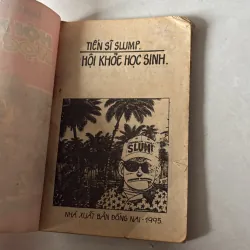 TIẾN SĨ SLUMP.
HỘI KHỎE HỌC SINH.
SLUMP
NHÀ XUẤT BẢN ĐỒNG NAI - 1995